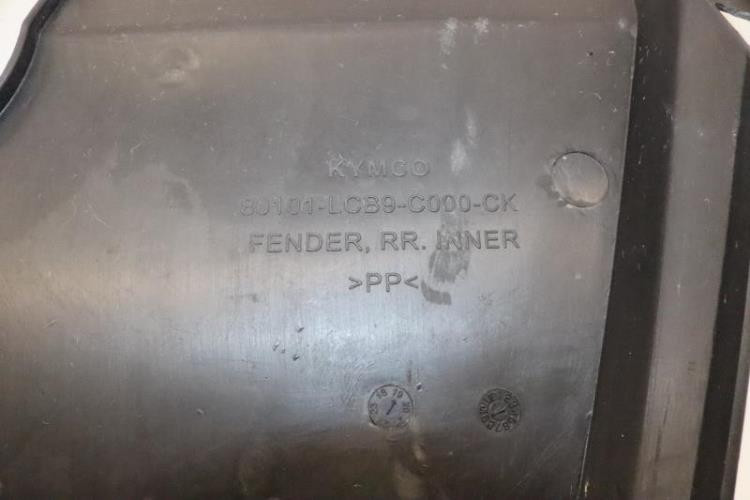 KYMCO
80101-LCB9-C000-CK
FENDER, RR. INNER
>PP<